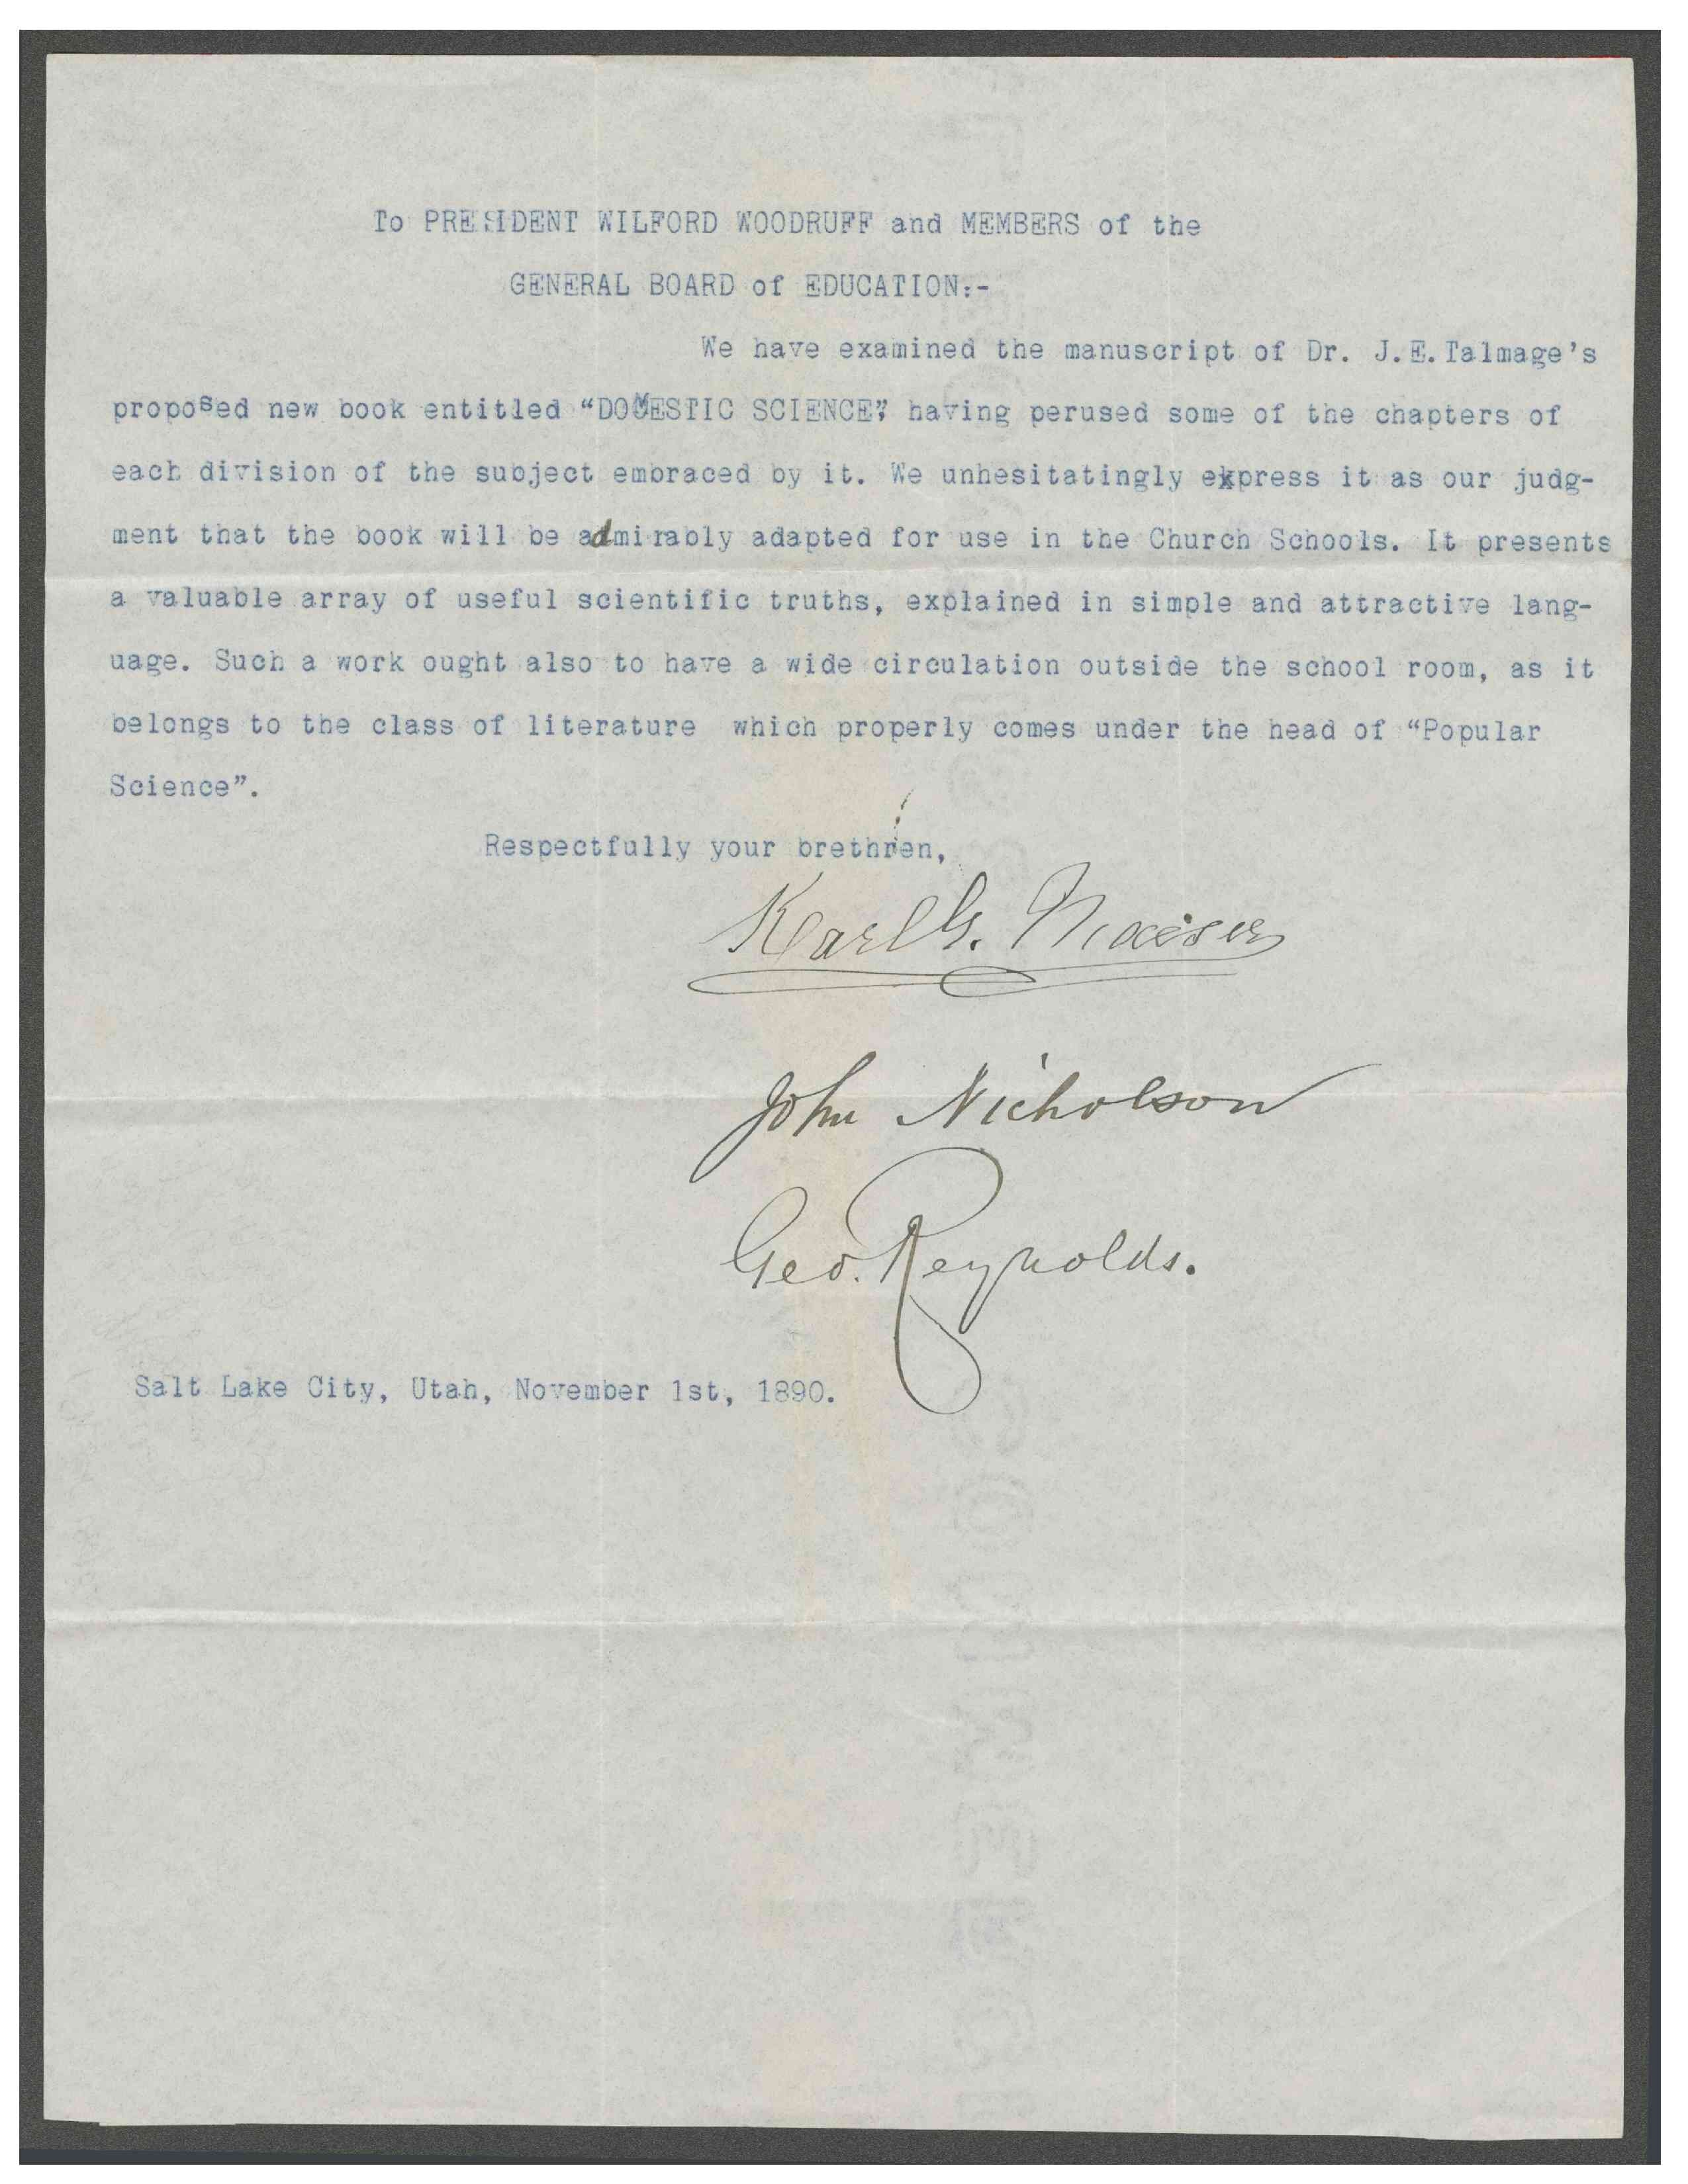 To PRESIDENT WILFORD WOODRUFF and MEMBERS of the
GENERAL BOARD of EDUCATION:-
We have examined the manuscript of Dr. J.E.Talmage's
proposed new book entitled “DOMESTIC SCIENCE”, having perused some of the chapters of
each division of the subject embraced by it. We unhesitatingly express it as our judg-
ment that the book will be admirably adapted for use in the Church Schools. It presents
a valuable array of useful scientific truths, explained in simple and attractive lang-
uage. Such a work ought also to have a wide circulation outside the school room, as it
belongs to the class of literature which properly comes under the head of “Popular
Science”.
Respectfully your brethren,
Karl G. Maeser
John Nicholson
Geo. Reynolds.
Salt Lake City, Utah, November 1st, 1890.